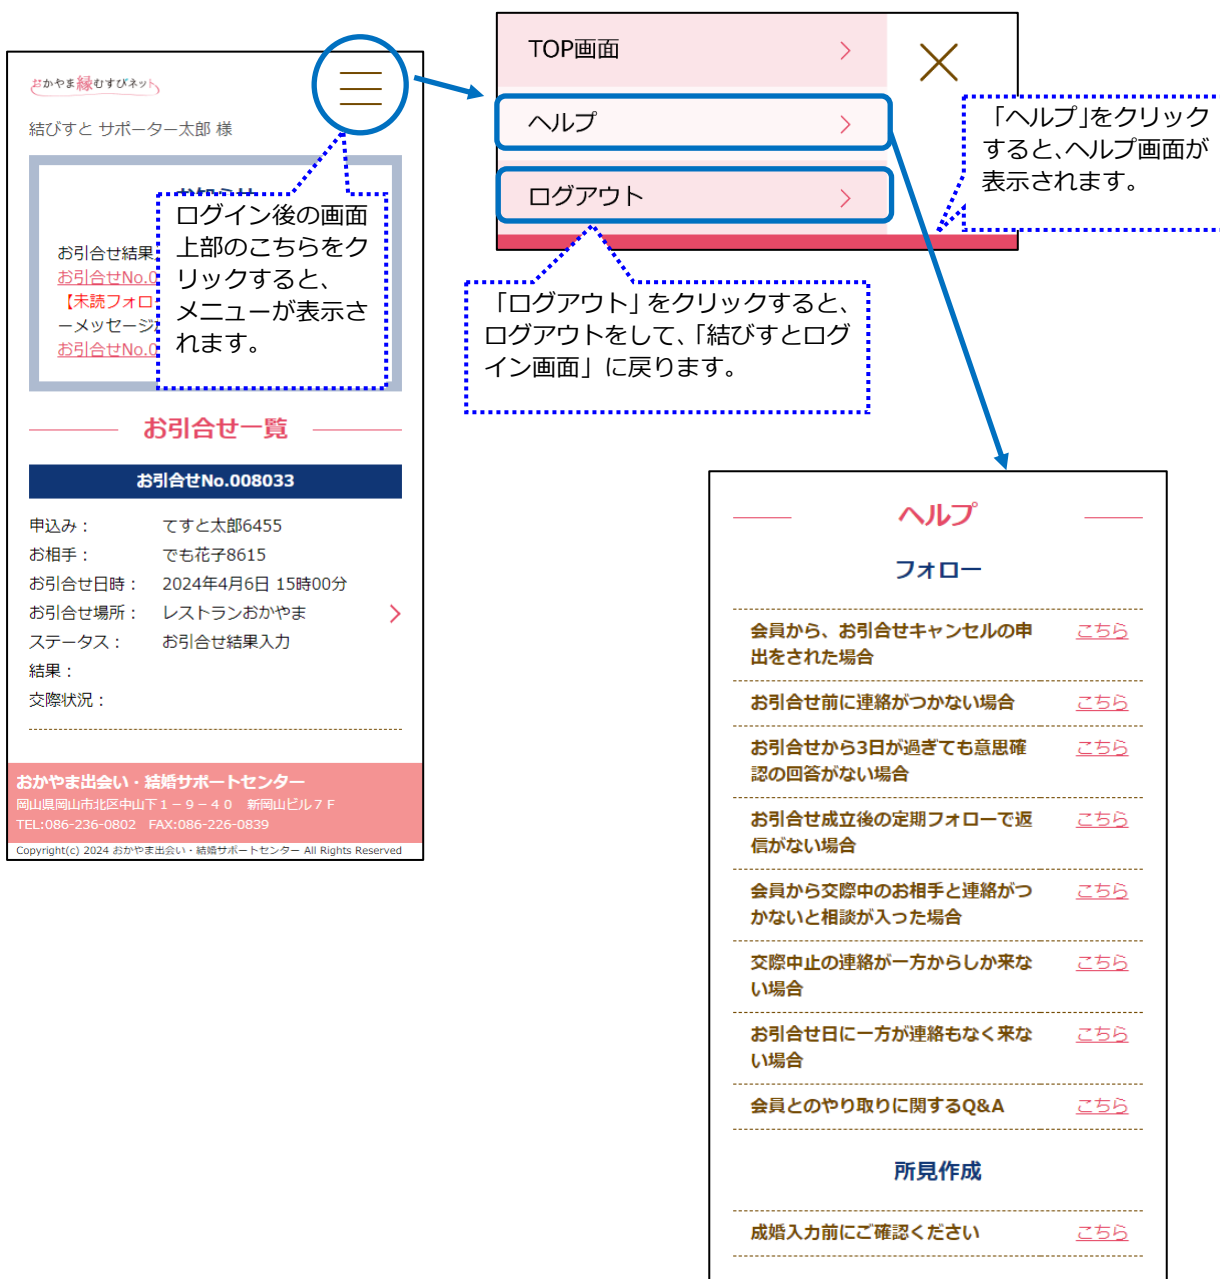 おかやま縁むすびネット
結びすと サポーター太郎 様
お引合せ結果
お引合せNo.0
【未読フォロ
ーメッセージ
お引合せNo.0
ログイン後の画面
上部のこちらをク
リックすると、
メニューが表示さ
れます。
お引合せ一覧
お引合せNo.008033
申込み： てすと太郎6455
お相手： でも花子8615
お引合せ日時： 2024年4月6日 15時00分
お引合せ場所： レストランおかやま
ステータス： お引合せ結果入力
結果：
交際状況：
おかやま出会い・結婚サポートセンター
岡山県岡山市北区中山下１－９－４０ 新岡山ビル７Ｆ
TEL:086-236-0802 FAX:086-226-0839
Copyright(c) 2024 おかやま出会い・結婚サポートセンター All Rights Reserved
TOP画面
ヘルプ
ログアウト
「ヘルプ」をクリック
すると、ヘルプ画面が
表示されます。
「ログアウト」をクリックすると、
ログアウトをして、「結びすとログ
イン画面」に戻ります。
ヘルプ
フォロー
会員から、お引合せキャンセルの申 こちら
出をされた場合
お引合せ前に連絡がつかない場合 こちら
お引合せから3日が過ぎても意思確 こちら
認の回答がない場合
お引合せ成立後の定期フォローで返 こちら
信がない場合
会員から交際中のお相手と連絡がつ こちら
かないと相談が入った場合
交際中止の連絡が一方からしか来な こちら
い場合
お引合せ日に一方が連絡もなく来な こちら
い場合
会員とのやり取りに関するQ&A こちら
所見作成
成婚入力前にご確認ください こちら